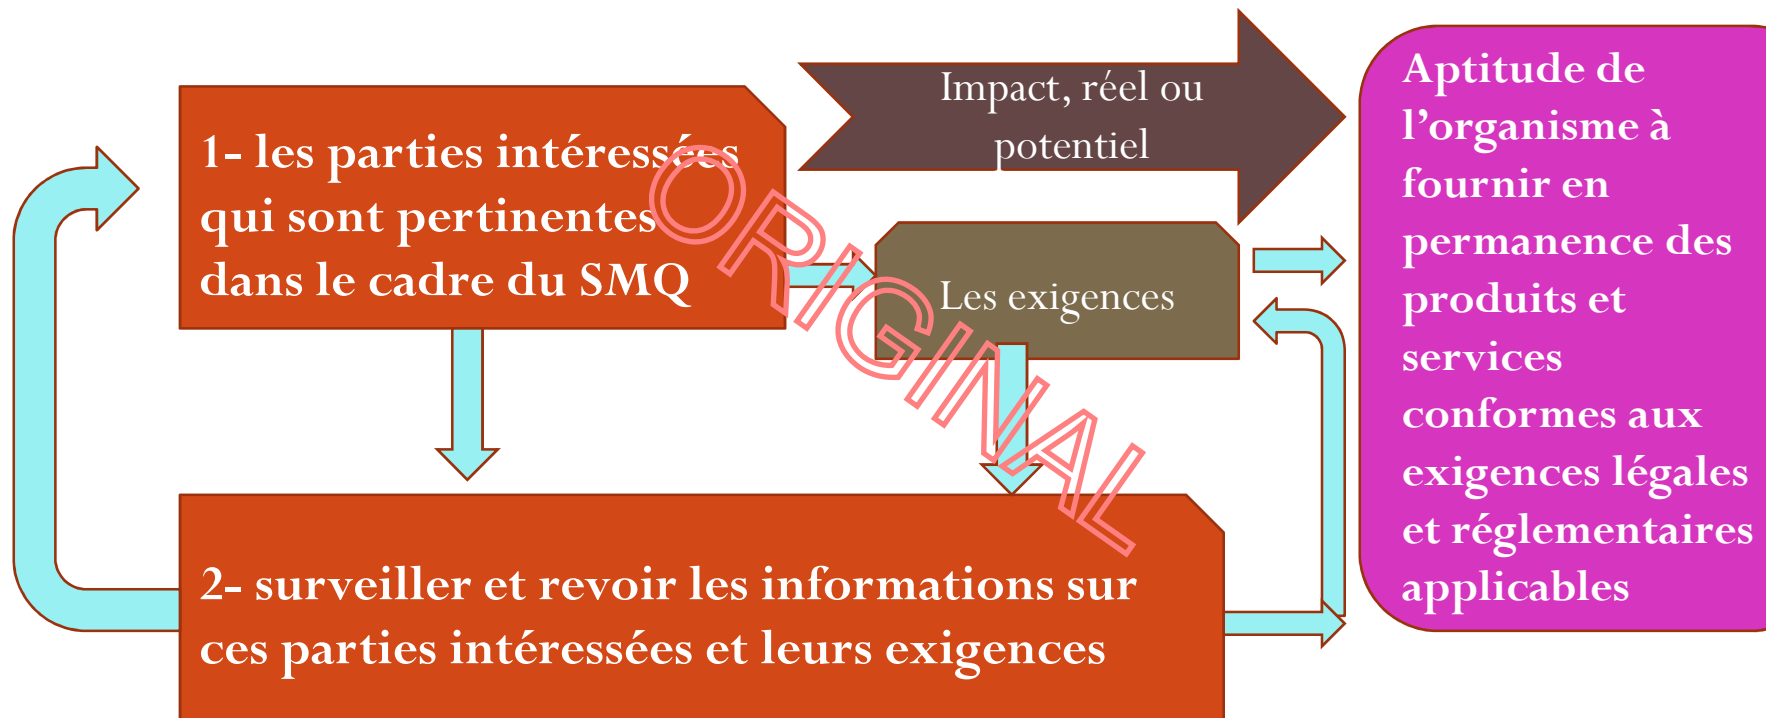 1- les parties intéressées
qui sont pertinentes
dans le cadre du SMQ
Impact, réel ou
potentiel
Les exigences
Aptitude de
l’organisme à
fournir en
permanence des
produits et
services
conformes aux
exigences légales
et réglementaires
applicables
2- surveiller et revoir les informations sur
ces parties intéressées et leurs exigences
ORIGINAL